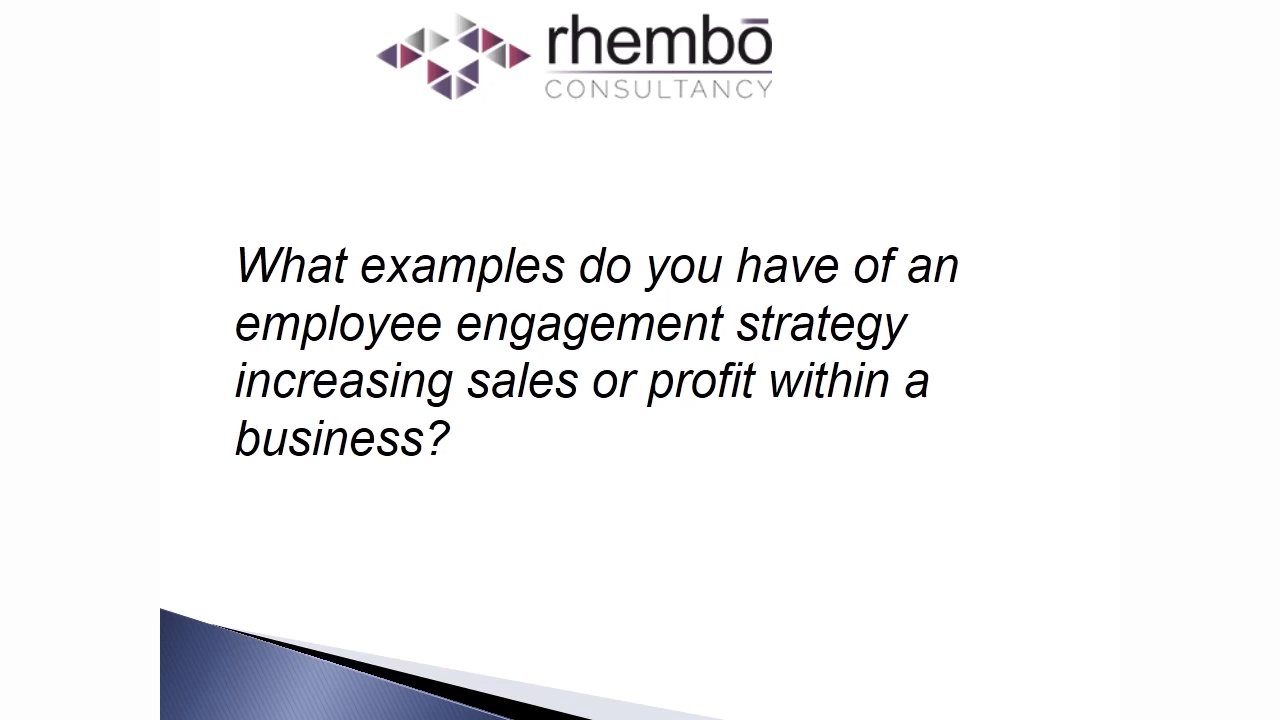 rhembō
CONSULTANCY
What examples do you have of an
employee engagement strategy
increasing sales or profit within a
business?